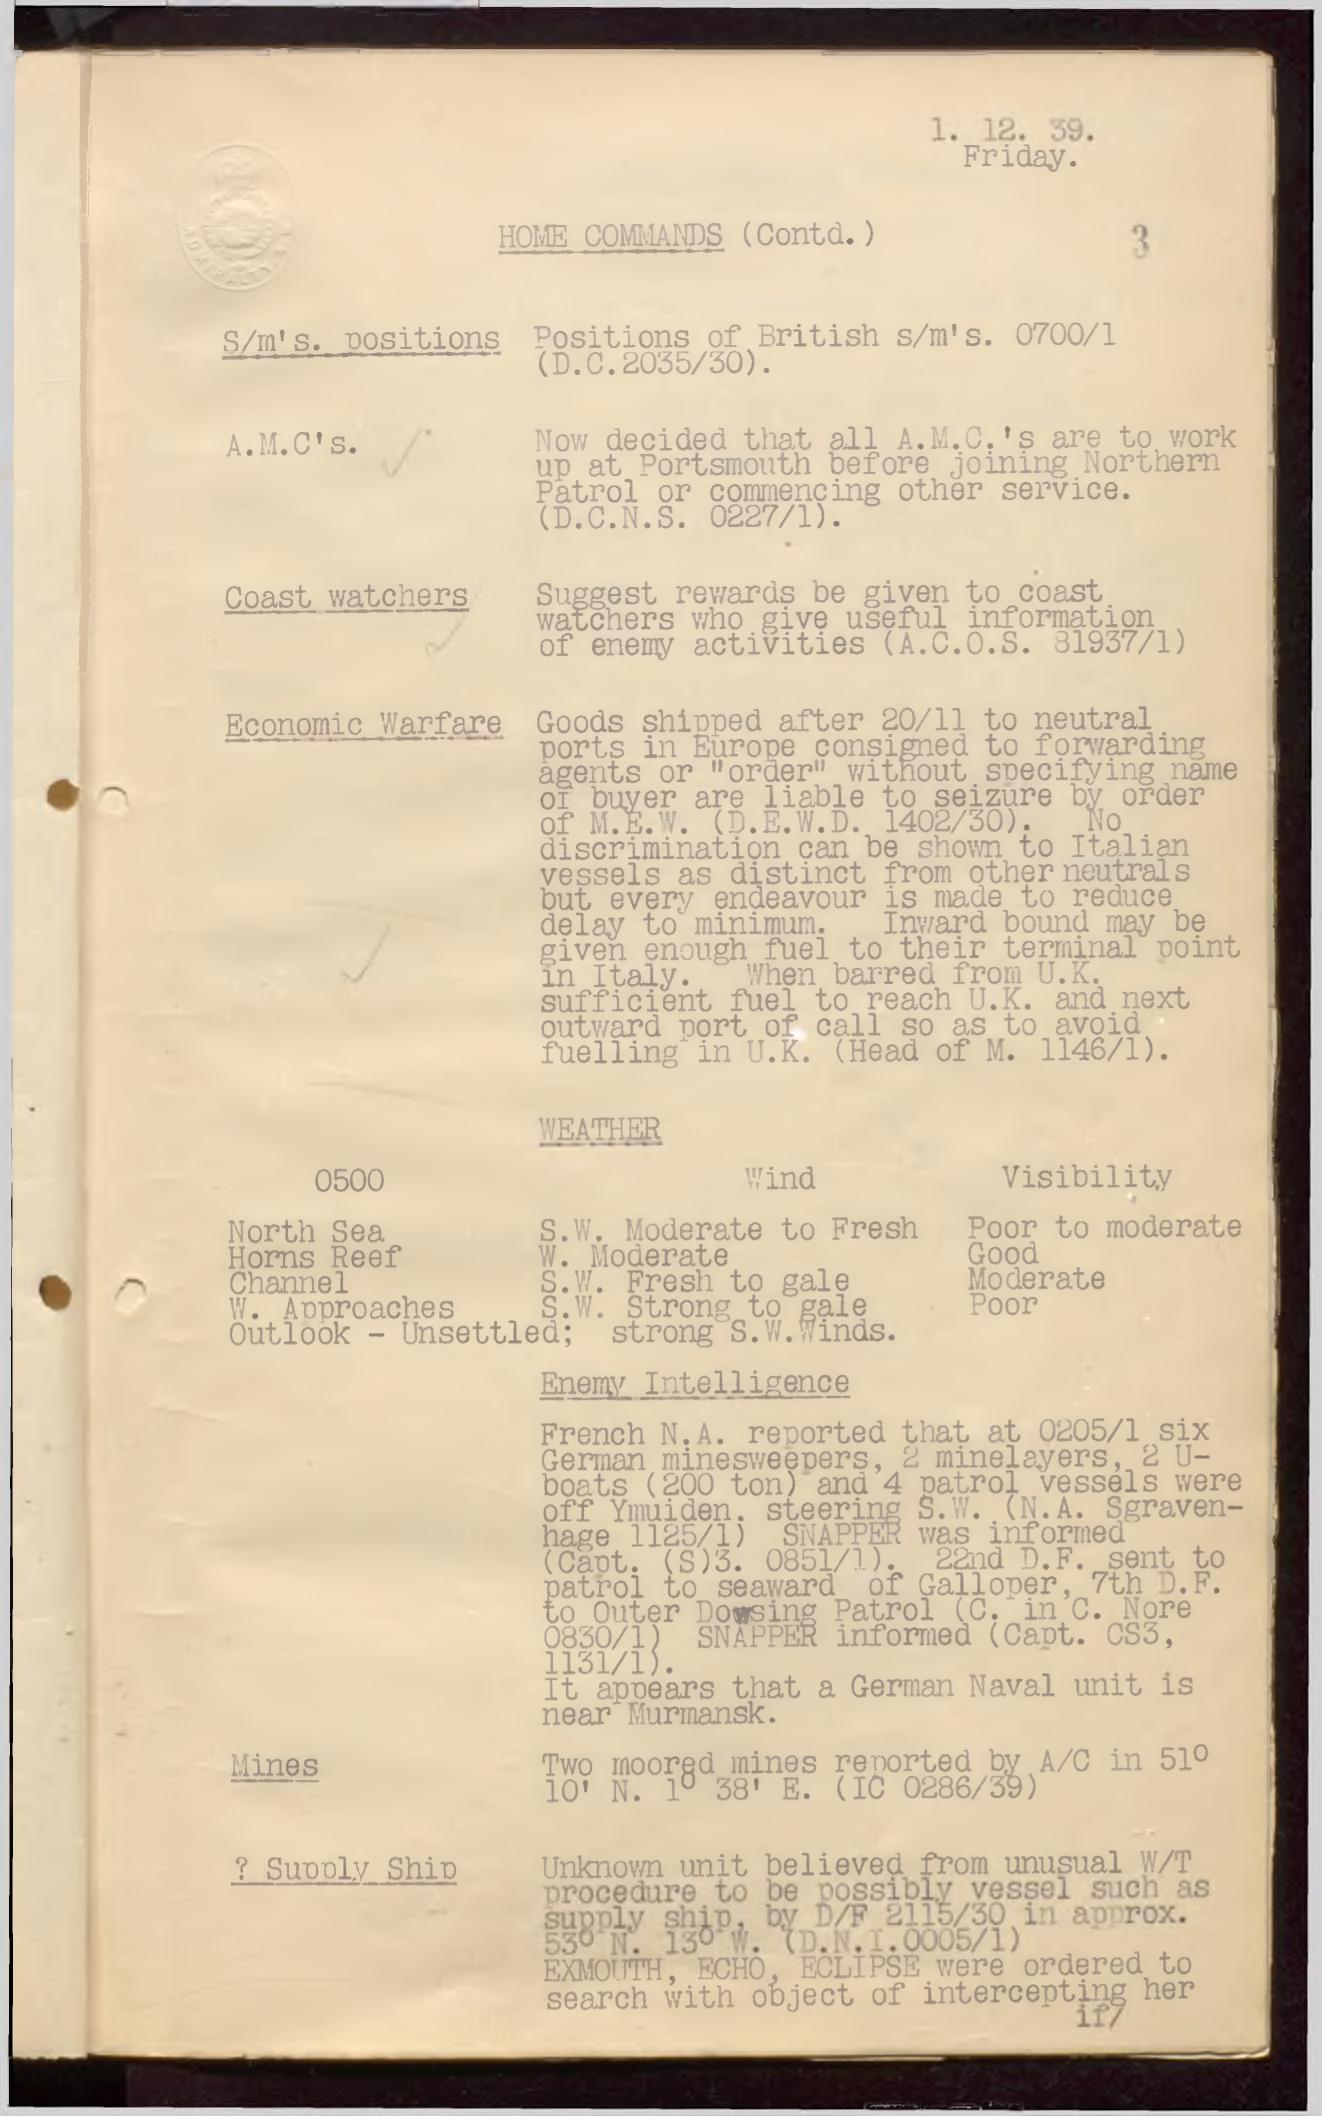 1. 12. 39.
Friday.
ADMIRALTY
HOME COMMANDS (Contd.)
3
S/m's. positions Positions of British s/m's. 0700/1
(D.C.2035/30).
A.M.C's. Now decided that all A.M.C.'s are to work
up at Portsmouth before joining Northern
Patrol or commencing other service.
(D.C.N.S. 0227/1).
Coast watchers Suggest rewards be given to coast
watchers who give useful information
of enemy activities (A.C.O.S. 81937/1)
Economic Warfare Goods shipped after 20/11 to neutral
ports in Europe consigned to forwarding
agents or "order" without specifying name
of buyer are liable to seizure by order
of M.E.W. (D.E.W.D. 1402/30). No
discrimination can be shown to Italian
vessels as distinct from other neutrals
but every endeavour is made to reduce
delay to minimum. Inward bound may be
given enough fuel to their terminal point
in Italy. When barred from U.K.
sufficient fuel to reach U.K. and next
outward port of call so as to avoid
fuelling in U.K. (Head of M. 1146/1).
WEATHER
0500 Wind Visibility
North Sea S.W. Moderate to Fresh Poor to moderate
Horns Reef W. Moderate Good
Channel S.W. Fresh to gale Moderate
W. Approaches S.W. Strong to gale Poor
Outlook - Unsettled; strong S.W.Winds.
Enemy Intelligence
French N.A. reported that at 0205/1 six
German minesweepers, 2 minelayers, 2 U-
boats (200 ton) and 4 patrol vessels were
off Ymuiden. steering S.W. (N.A. Sgraven-
hage 1125/1) SNAPPER was informed
(Capt. (S)3. 0851/1). 22nd D.F. sent to
patrol to seaward of Galloper, 7th D.F.
to Outer Dowsing Patrol (C. in C. Nore
0830/1) SNAPPER informed (Capt. CS3,
1131/1).
It appears that a German Naval unit is
near Murmansk.
Mines Two moored mines reported by A/C in 51°
10' N. 1° 38' E. (IC 0286/39)
? Supply Ship Unknown unit believed from unusual W/T
procedure to be possibly vessel such as
supply ship, by D/F 2115/30 in approx.
53° N. 13° W. (D.N.I.0005/1)
EXMOUTH, ECHO, ECLIPSE were ordered to
search with object of intercepting her
if/